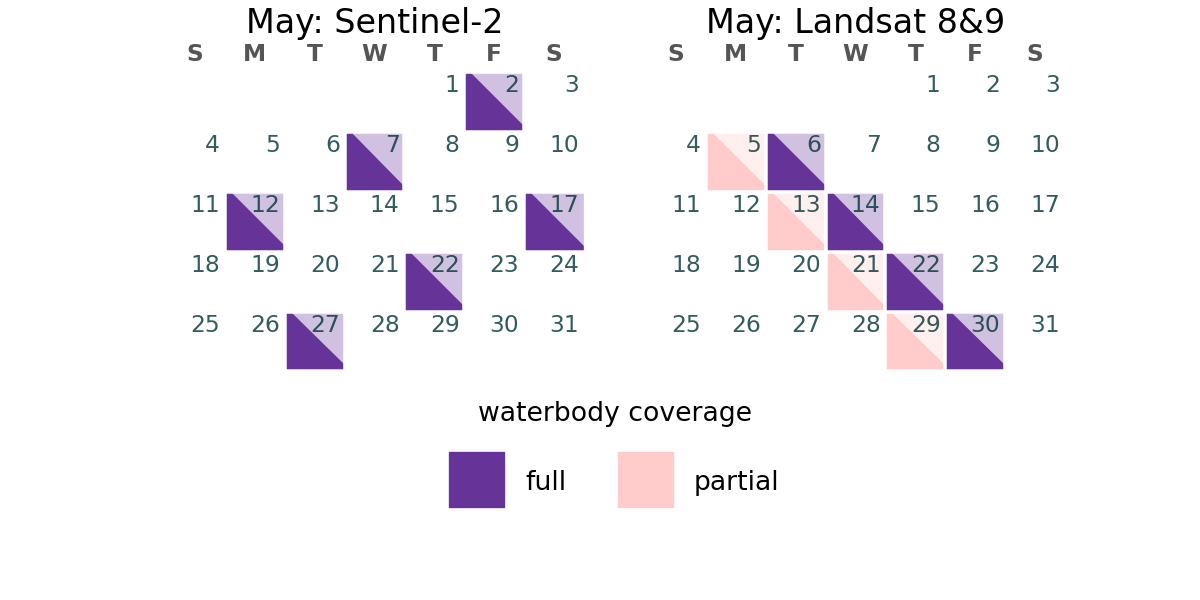 May: Sentinel-2
S M T W T F S
1 2 3
4 5 6 7 8 9 10
11 12 13 14 15 16 17
18 19 20 21 22 23 24
25 26 27 28 29 30 31
May: Landsat 8&9
S M T W T F S
1 2 3
4 5 6 7 8 9 10
11 12 13 14 15 16 17
18 19 20 21 22 23 24
25 26 27 28 29 30 31
waterbody coverage
full partial